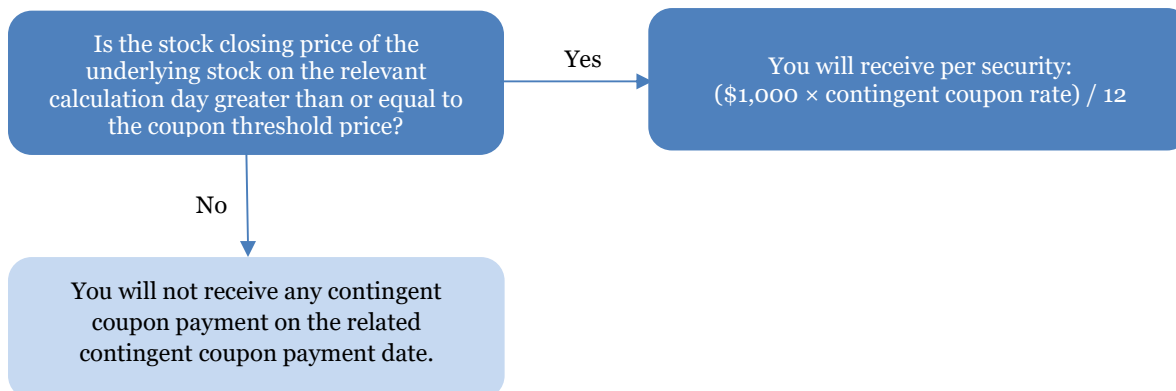 Is the stock closing price of the
underlying stock on the relevant
calculation day greater than or equal to
the coupon threshold price?
Yes
You will receive per security:
($1,000 × contingent coupon rate) / 12
No
You will not receive any contingent
coupon payment on the related
contingent coupon payment date.